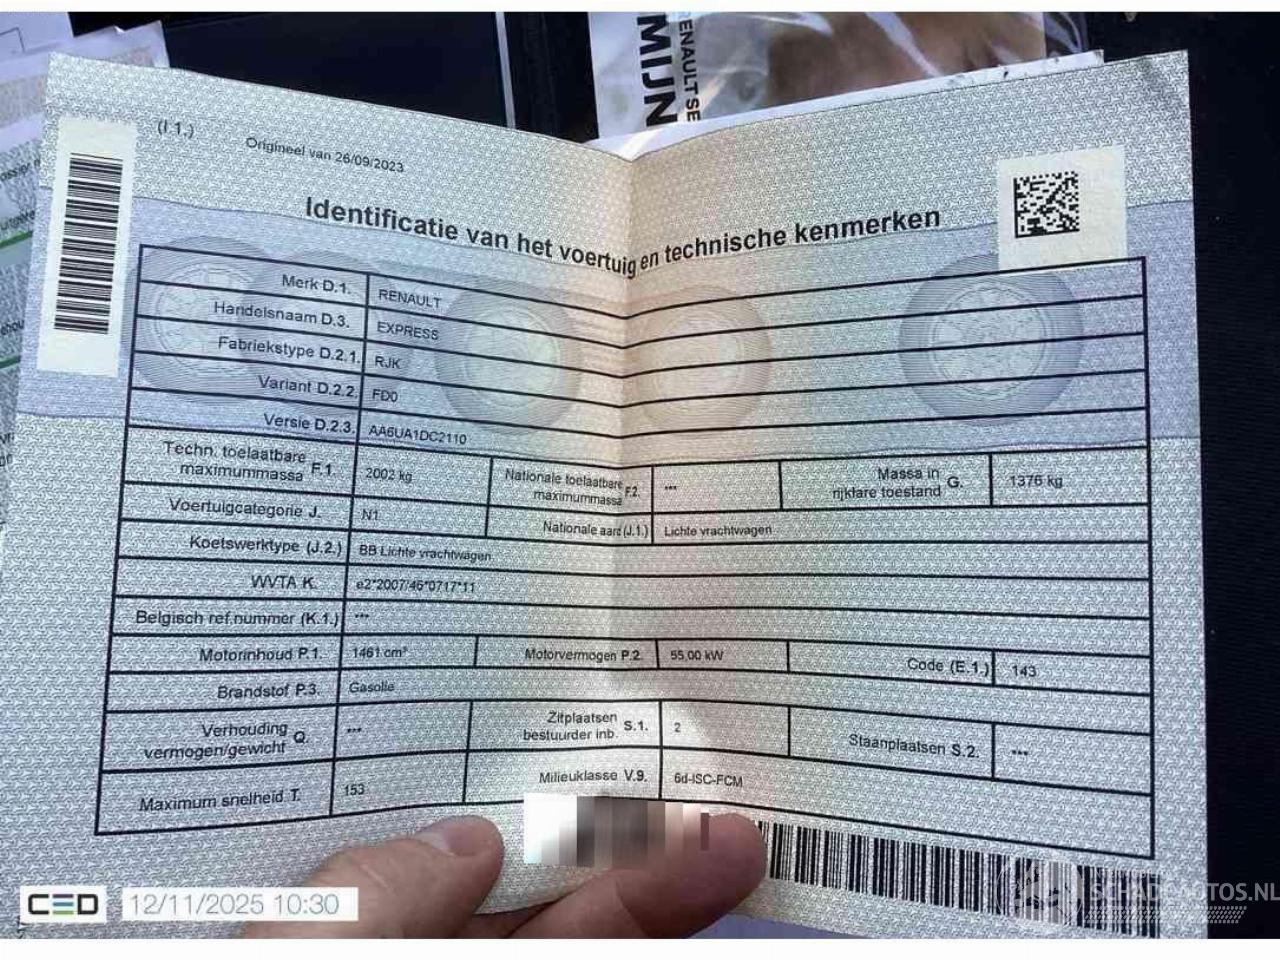 MIJN
RENAULT SE
(I.1.)
Origineel van 26/09/2023
Identificatie van het voertuig en technische kenmerken
Merk D.1. RENAULT
Handelsnaam D.3. EXPRESS
Fabriekstype D.2.1. RJK
Variant D.2.2. FD0
Versie D.2.3. AA6UA1DC2110
Techn. toelaatbare maximummassa F.1. 2002 kg Nationale toelaatbare maximummassa F.2. *** Massa in rijklare toestand G. 1376 kg
Voertuigcategorie J. N1 Nationale aard (J.1.) Lichte vrachtwagen
Koetswerktype (J.2.) BB Lichte vrachtwagen
WVTA K. e2*2007/46*0717*11
Belgisch ref.nummer (K.1.) ***
Motorinhoud P.1. 1461 cm³ Motorvermogen P.2. 55,00 kW Code (E.1.) 143
Brandstof P.3. Gasolie
Verhouding vermogen/gewicht Q. *** Zitplaatsen bestuurder inb. S.1. 2 Staanplaatsen S.2. ***
Maximum snelheid T. 153 Milieuklasse V.9. 6d-ISC-FCM
CED 12/11/2025 10:30
SCHADEAUTOS.NL